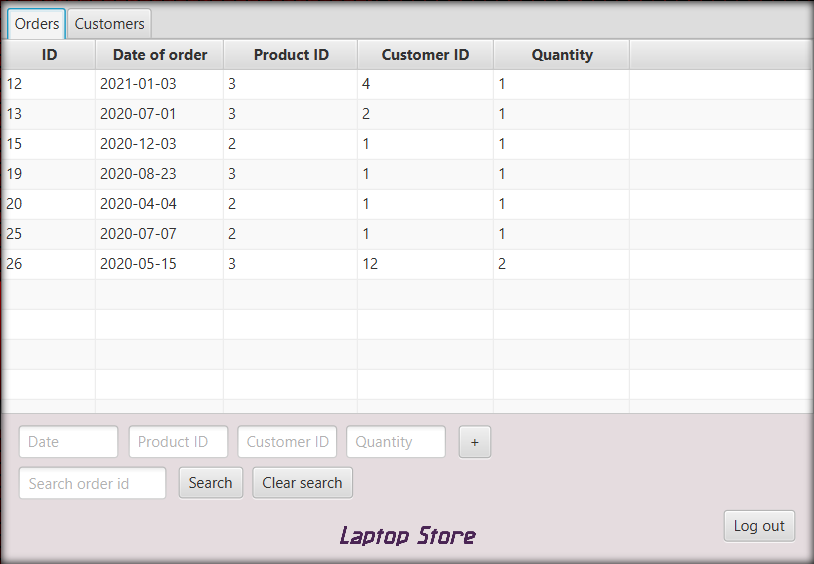 Orders Customers
ID Date of order Product ID Customer ID Quantity
12 2021-01-03 3 4 1
13 2020-07-01 3 2 1
15 2020-12-03 2 1 1
19 2020-08-23 3 1 1
20 2020-04-04 2 1 1
25 2020-07-07 2 1 1
26 2020-05-15 3 12 2
Date Product ID Customer ID Quantity +
Search order id Search Clear search
Log out
Laptop Store